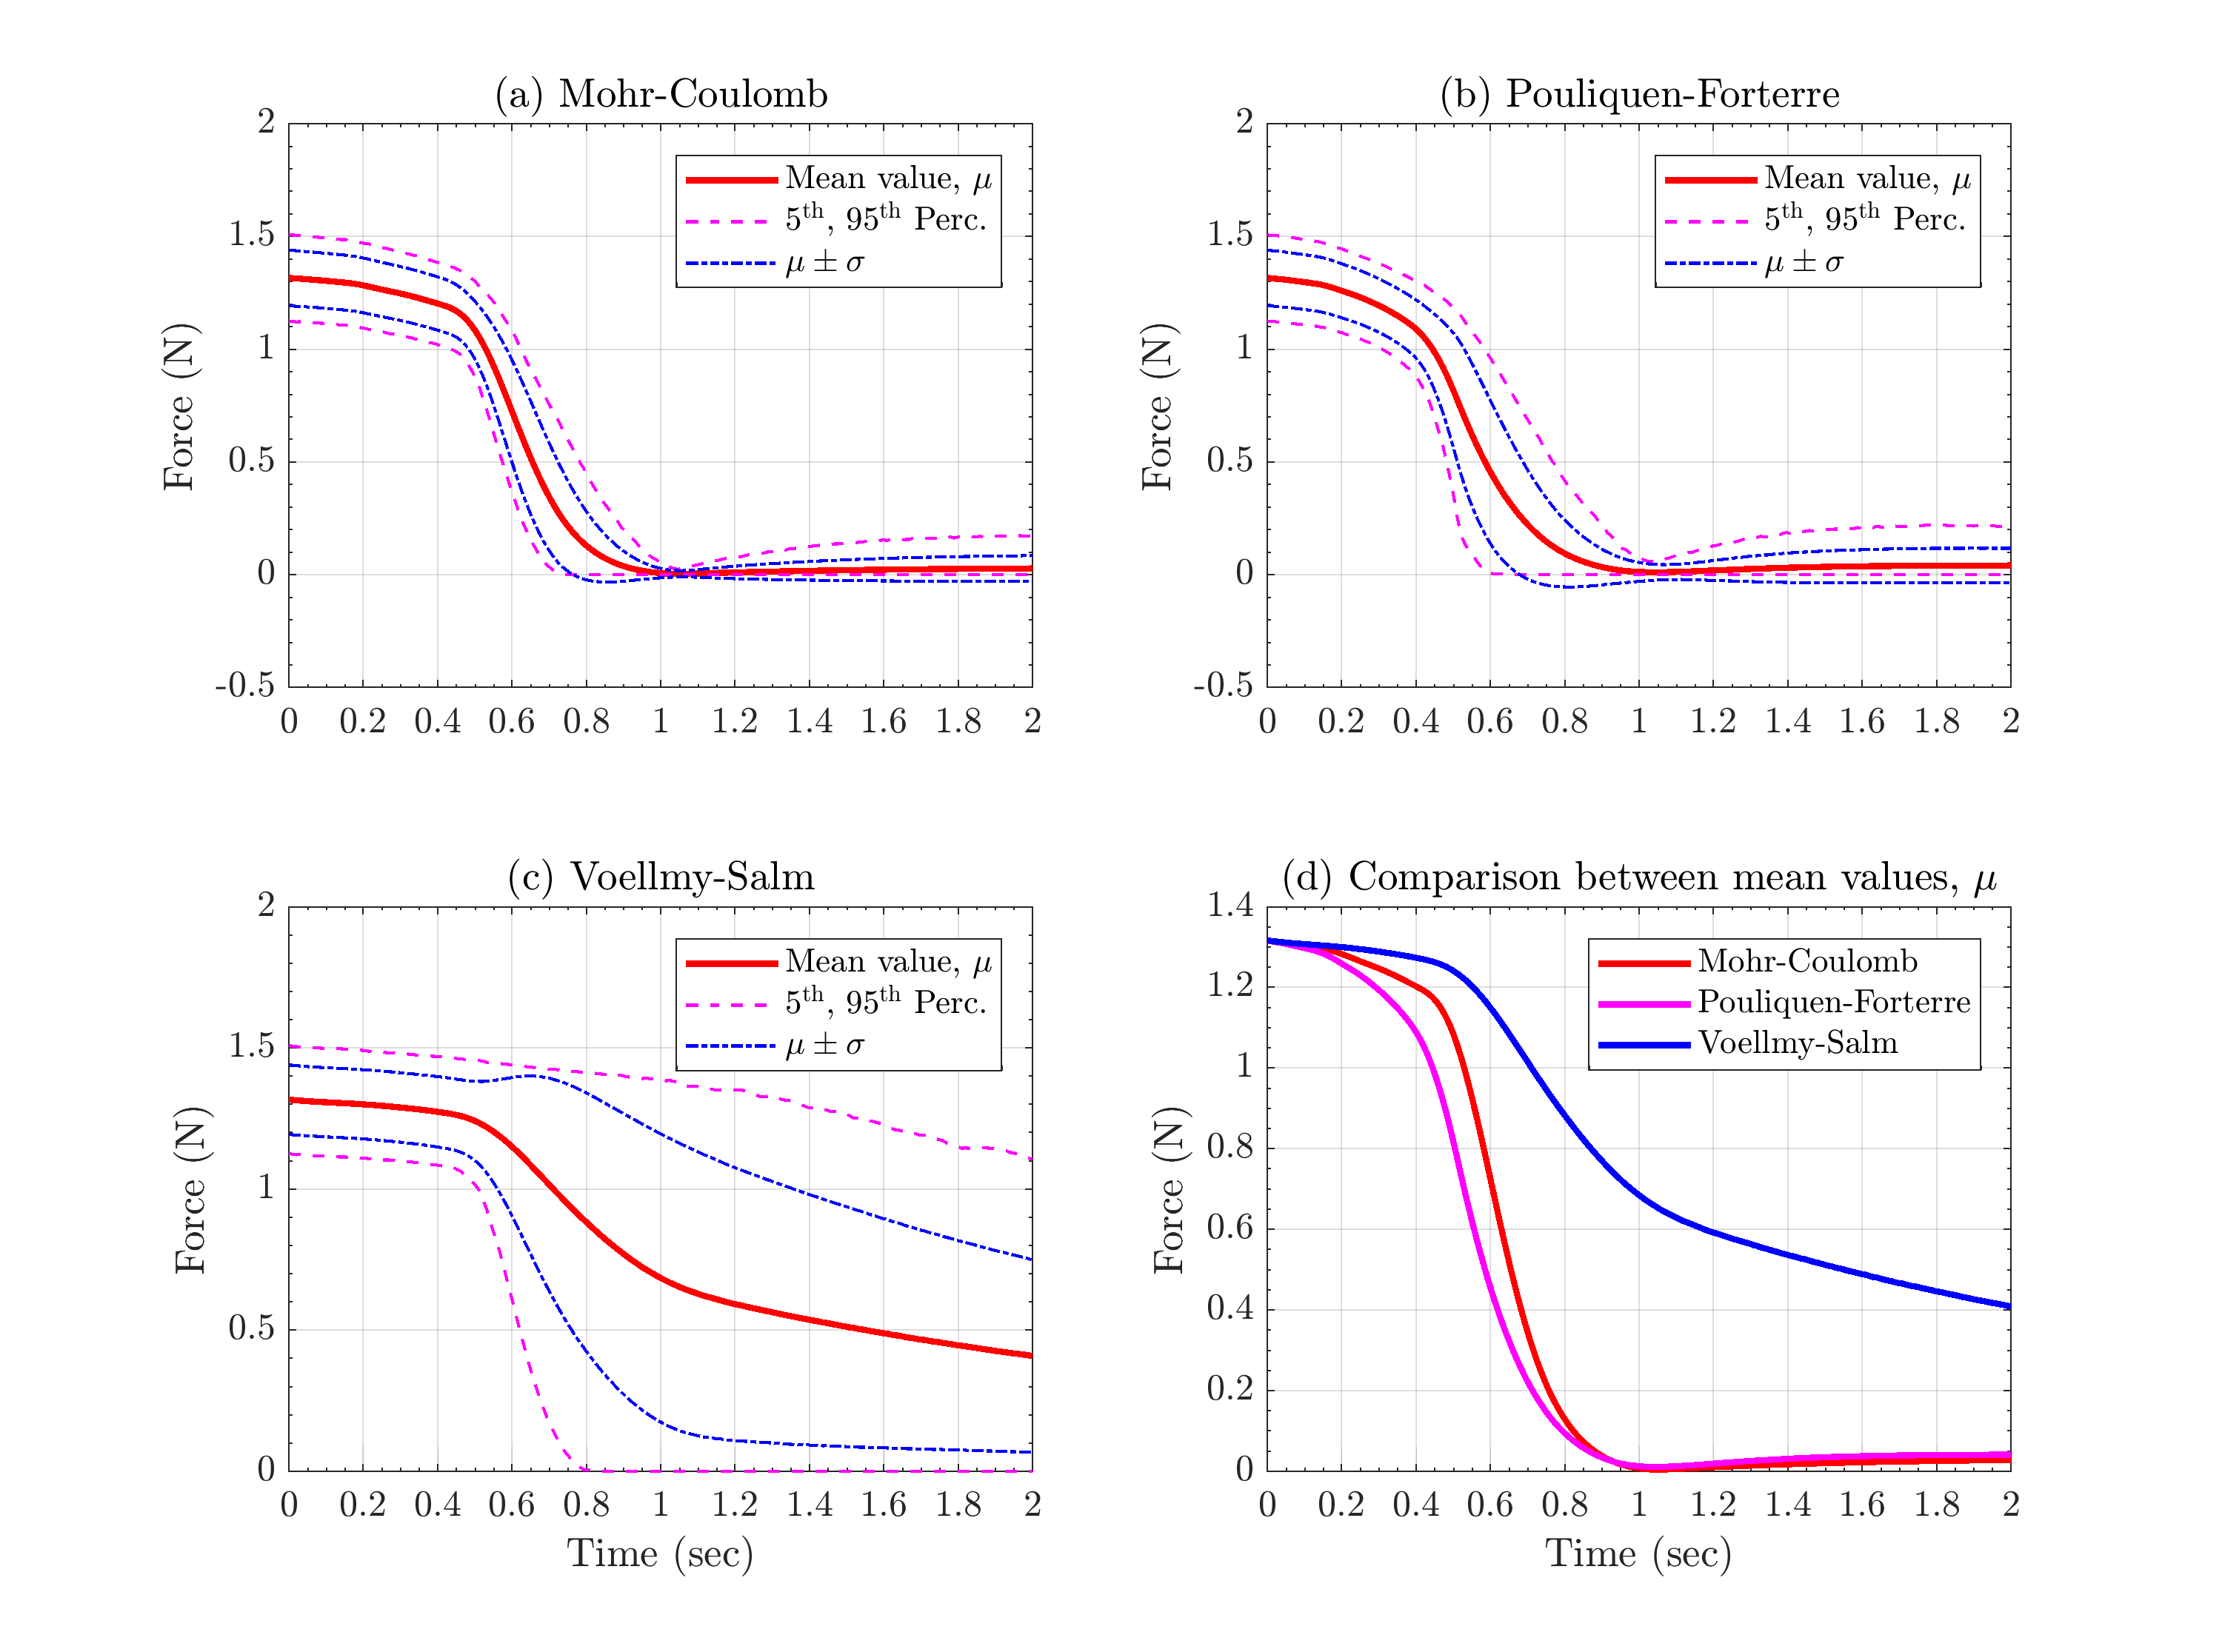 (a) Mohr-Coulomb
Force (N)
2
1.5
1
0.5
0
-0.5
0 0.2 0.4 0.6 0.8 1 1.2 1.4 1.6 1.8 2
Mean value, μ
5th, 95th Perc.
μ ± σ
(b) Pouliquen-Forterre
Force (N)
2
1.5
1
0.5
0
-0.5
0 0.2 0.4 0.6 0.8 1 1.2 1.4 1.6 1.8 2
Mean value, μ
5th, 95th Perc.
μ ± σ
(c) Voellmy-Salm
Force (N)
2
1.5
1
0.5
0
0 0.2 0.4 0.6 0.8 1 1.2 1.4 1.6 1.8 2
Time (sec)
Mean value, μ
5th, 95th Perc.
μ ± σ
(d) Comparison between mean values, μ
Force (N)
1.4
1.2
1
0.8
0.6
0.4
0.2
0
0 0.2 0.4 0.6 0.8 1 1.2 1.4 1.6 1.8 2
Time (sec)
Mohr-Coulomb
Pouliquen-Forterre
Voellmy-Salm